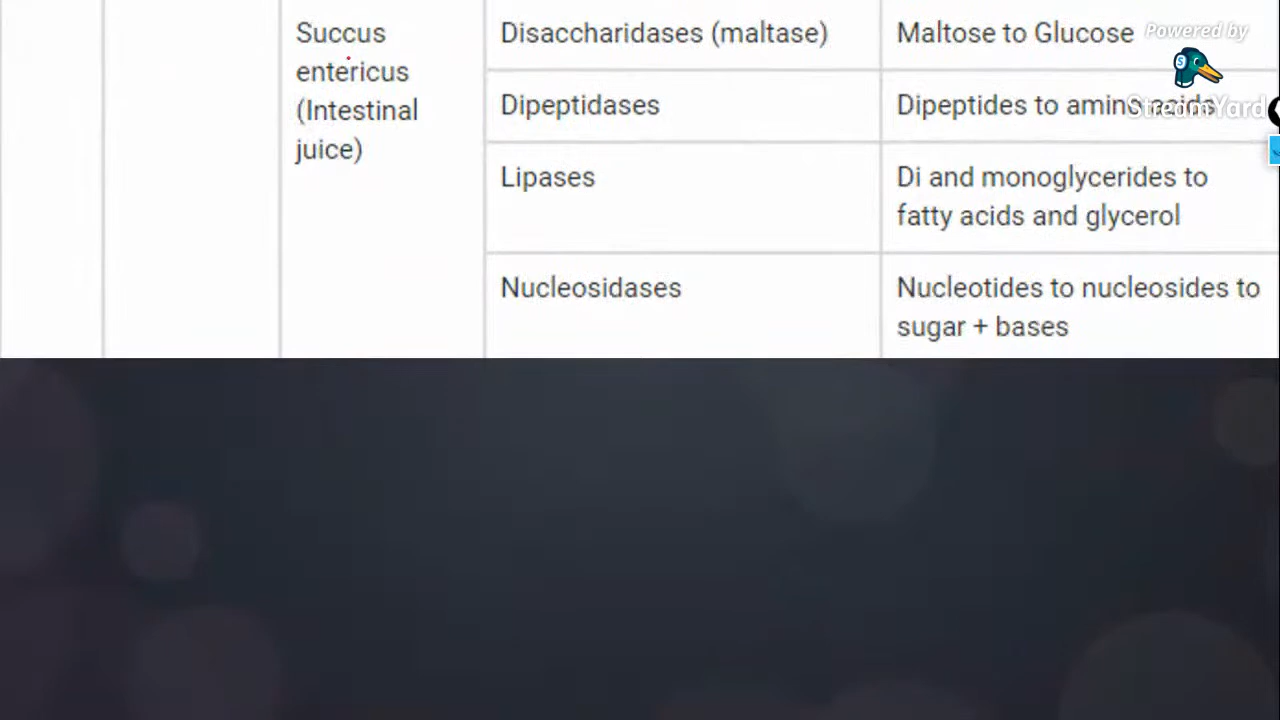 Succus
entericus
(Intestinal
juice)
Disaccharidases (maltase)
Maltose to Glucose
Dipeptidases
Dipeptides to amino acids
Lipases
Di and monoglycerides to
fatty acids and glycerol
Nucleosidases
Nucleotides to nucleosides to
sugar + bases
Powered by
StreamYard